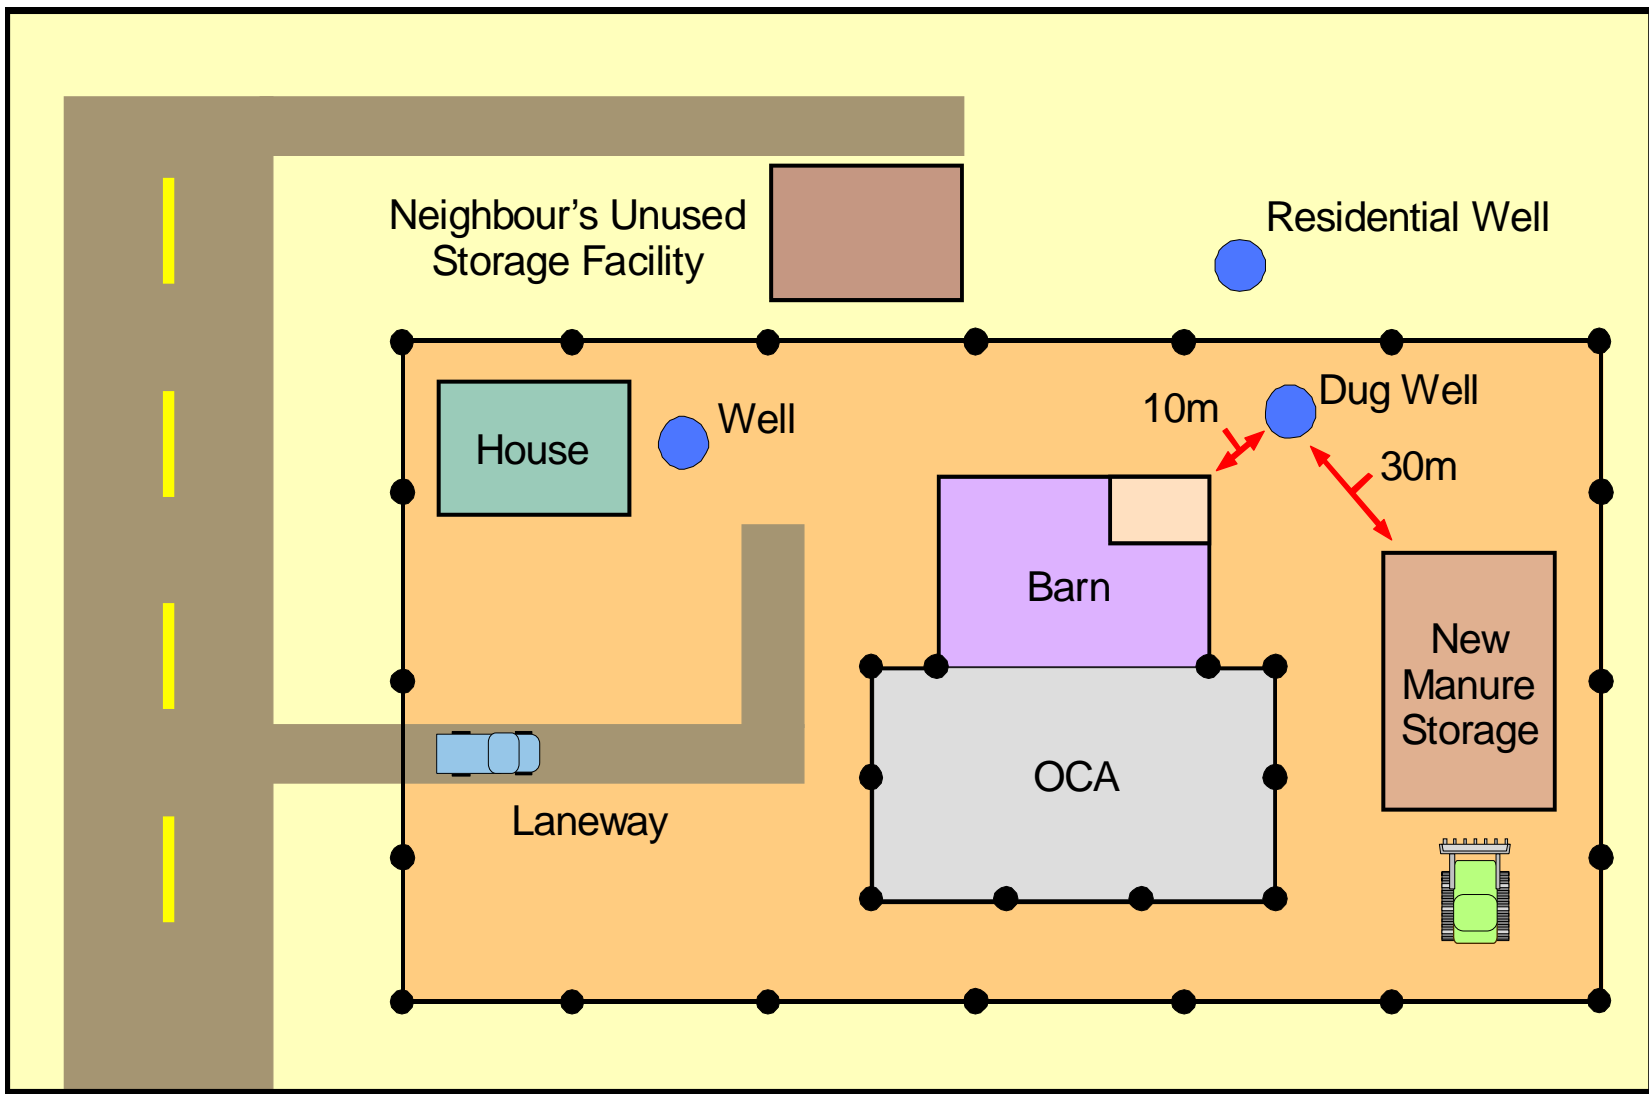 Neighbour’s Unused
Storage Facility
Residential Well
Dug Well
10m
Well
House
30m
Barn
New
Manure
Storage
OCA
Laneway